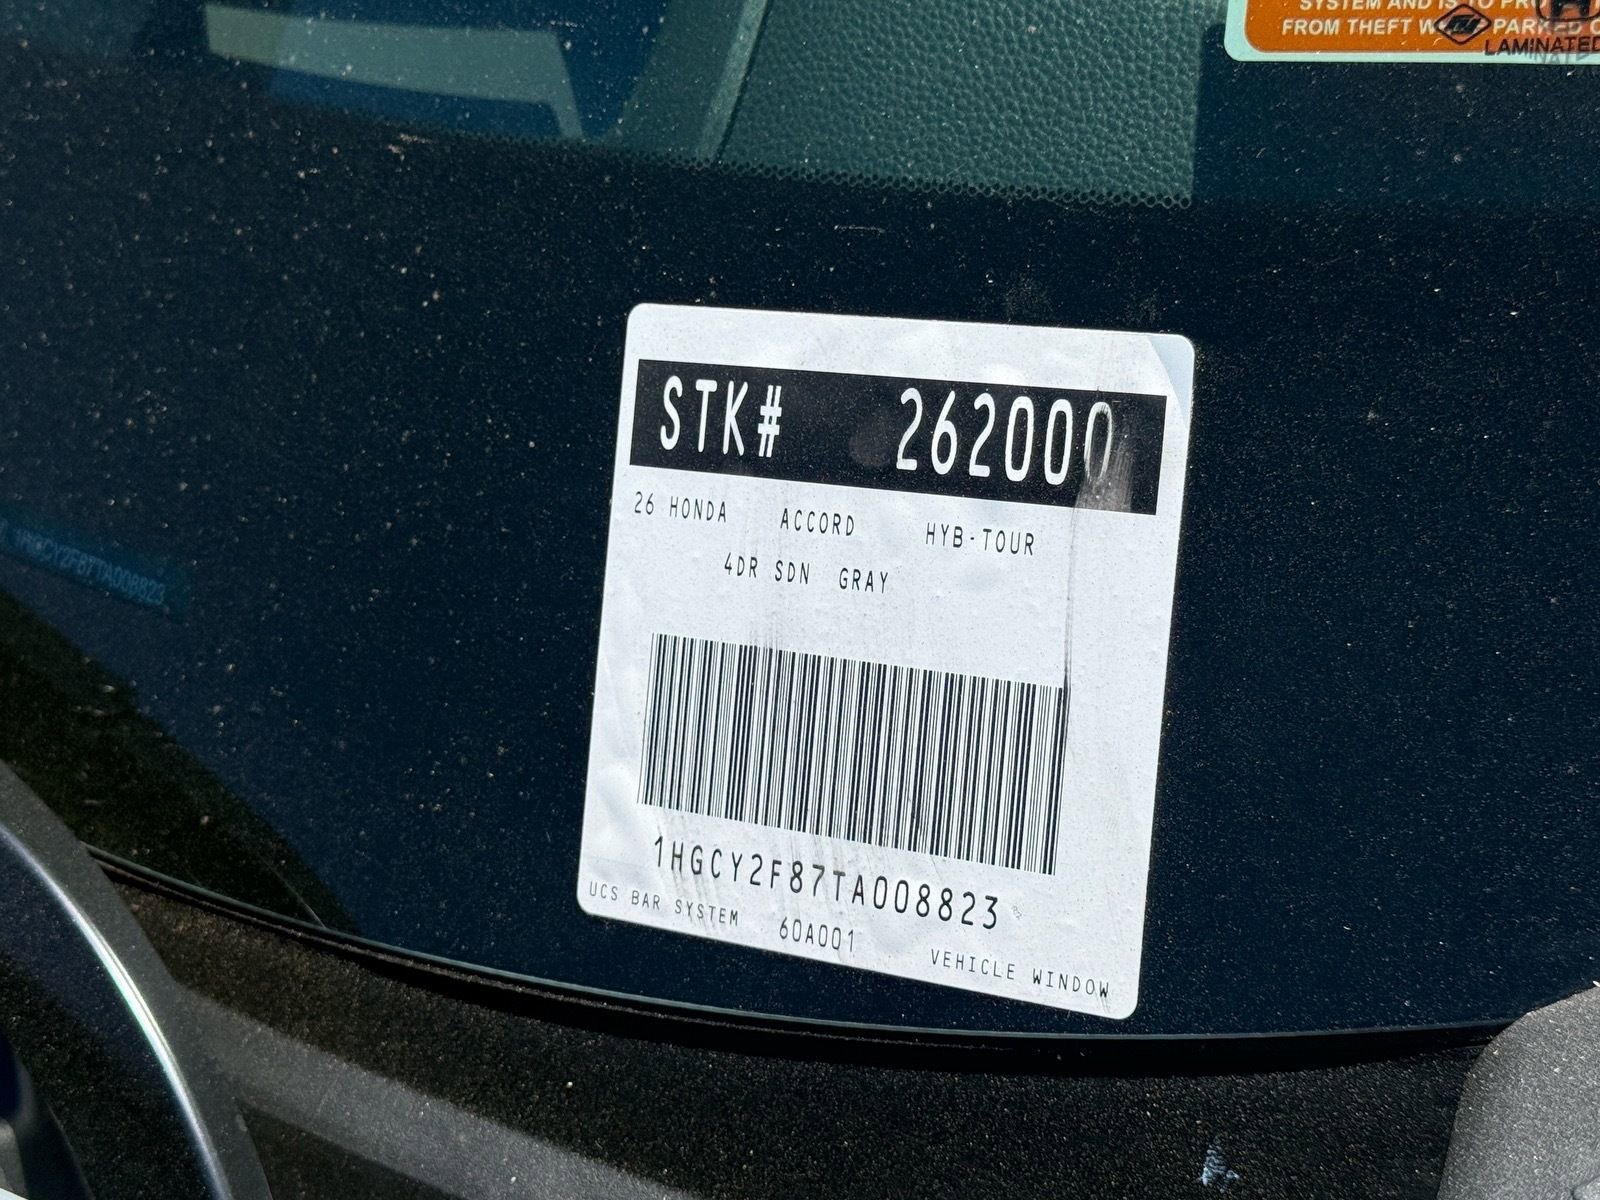 SYSTEM AND IS TO
FROM THEFT PARKED
LAMINATED
STK# 262000
26 HONDA ACCORD HYB-TOUR
4DR SDN GRAY
1HGCY2F87TA008823
1HGCY2F87TA008823
UCS BAR SYSTEM 60A001 VEHICLE WINDOW